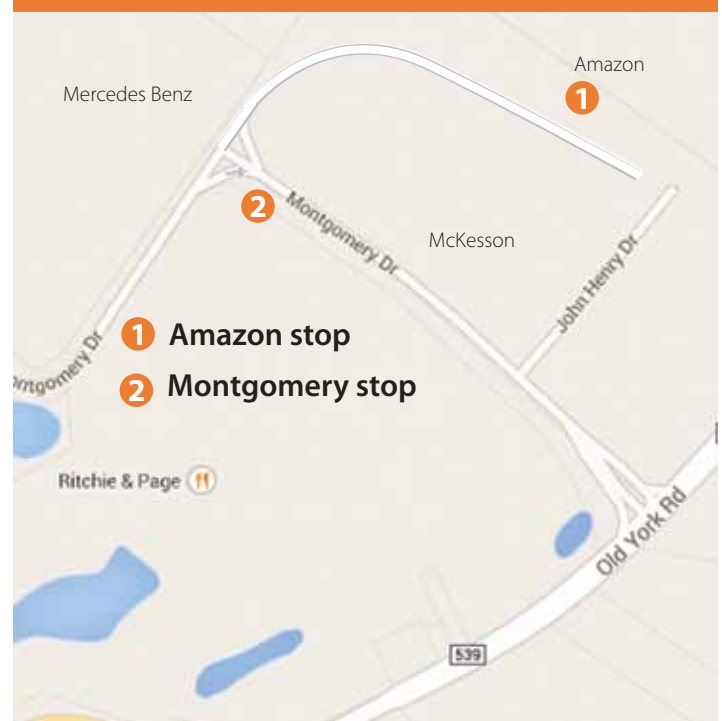 Amazon
1
Mercedes Benz
2
Montgomery Dr
McKesson
John Henry Dr
1 Amazon stop
ontgomery Dr
2 Montgomery stop
Ritchie & Page
Old York Rd
539